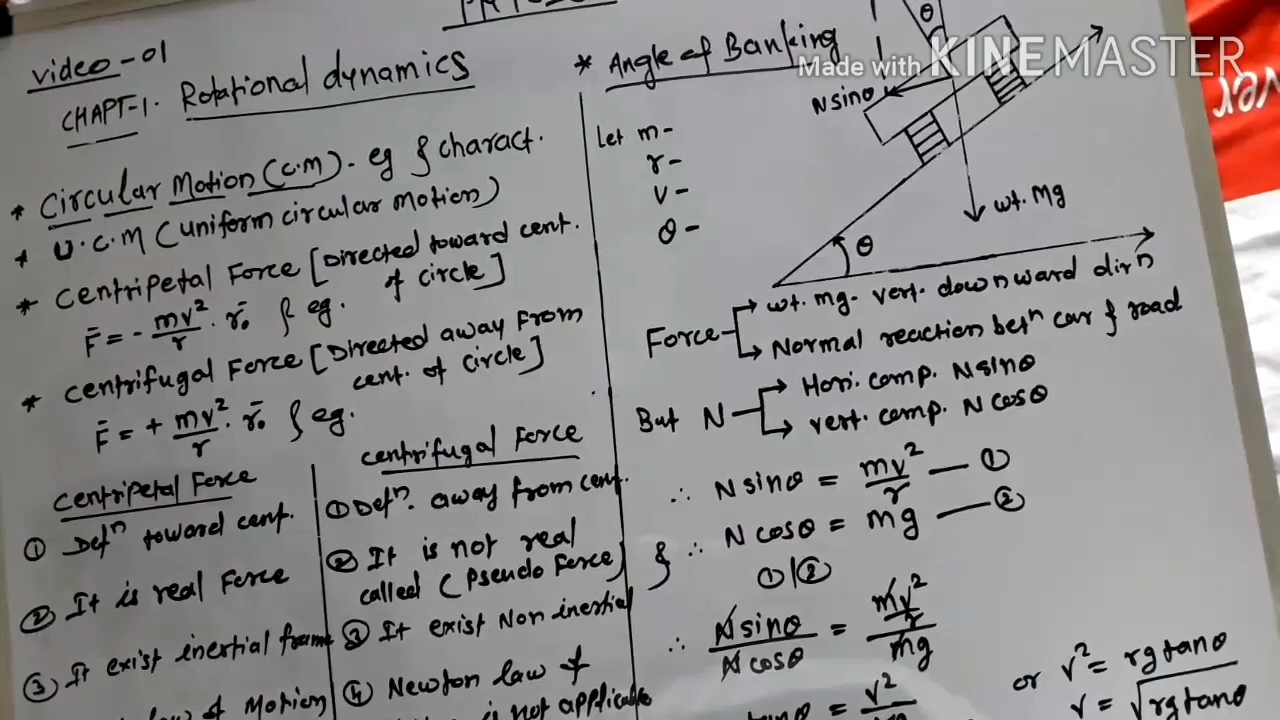 video-01
CHAPT-1. Rotational dynamics
* Circular Motion (C.M) - eg & charact.
* U.C.M (uniform circular motion)
* Centripetal Force [Directed toward cent. of circle]
F̄ = - mv²/r · r̄₀ & eg.
* centrifugal Force [Directed away from cent. of circle]
F̄ = + mv²/r · r̄₀ & eg.
Centripetal Force
① Defⁿ toward cent.
② It is real Force
③ It exist inertial frame
of Motion
centrifugal Force
① Defⁿ. away from cent.
② It is not real
called (Pseudo Force)
③ It exist Non inertial
④ Newton law of
is not applicable
* Angle of Banking
Made with KINEMASTER
θ
N sinθ
wt. Mg
θ
Let m-
r-
v-
θ-
Force
wt. mg- vert. downward dirⁿ
Normal reaction betⁿ car & road
But N
Hori. comp. N sinθ
vert. comp. N cosθ
∴ N sinθ = mv²/r — ①
& ∴ N cosθ = mg — ②
①/②
∴ N sinθ / N cosθ = mv²/r / mg
tanθ = v²/
or v² = rg tanθ
v = √rg tanθ
ver